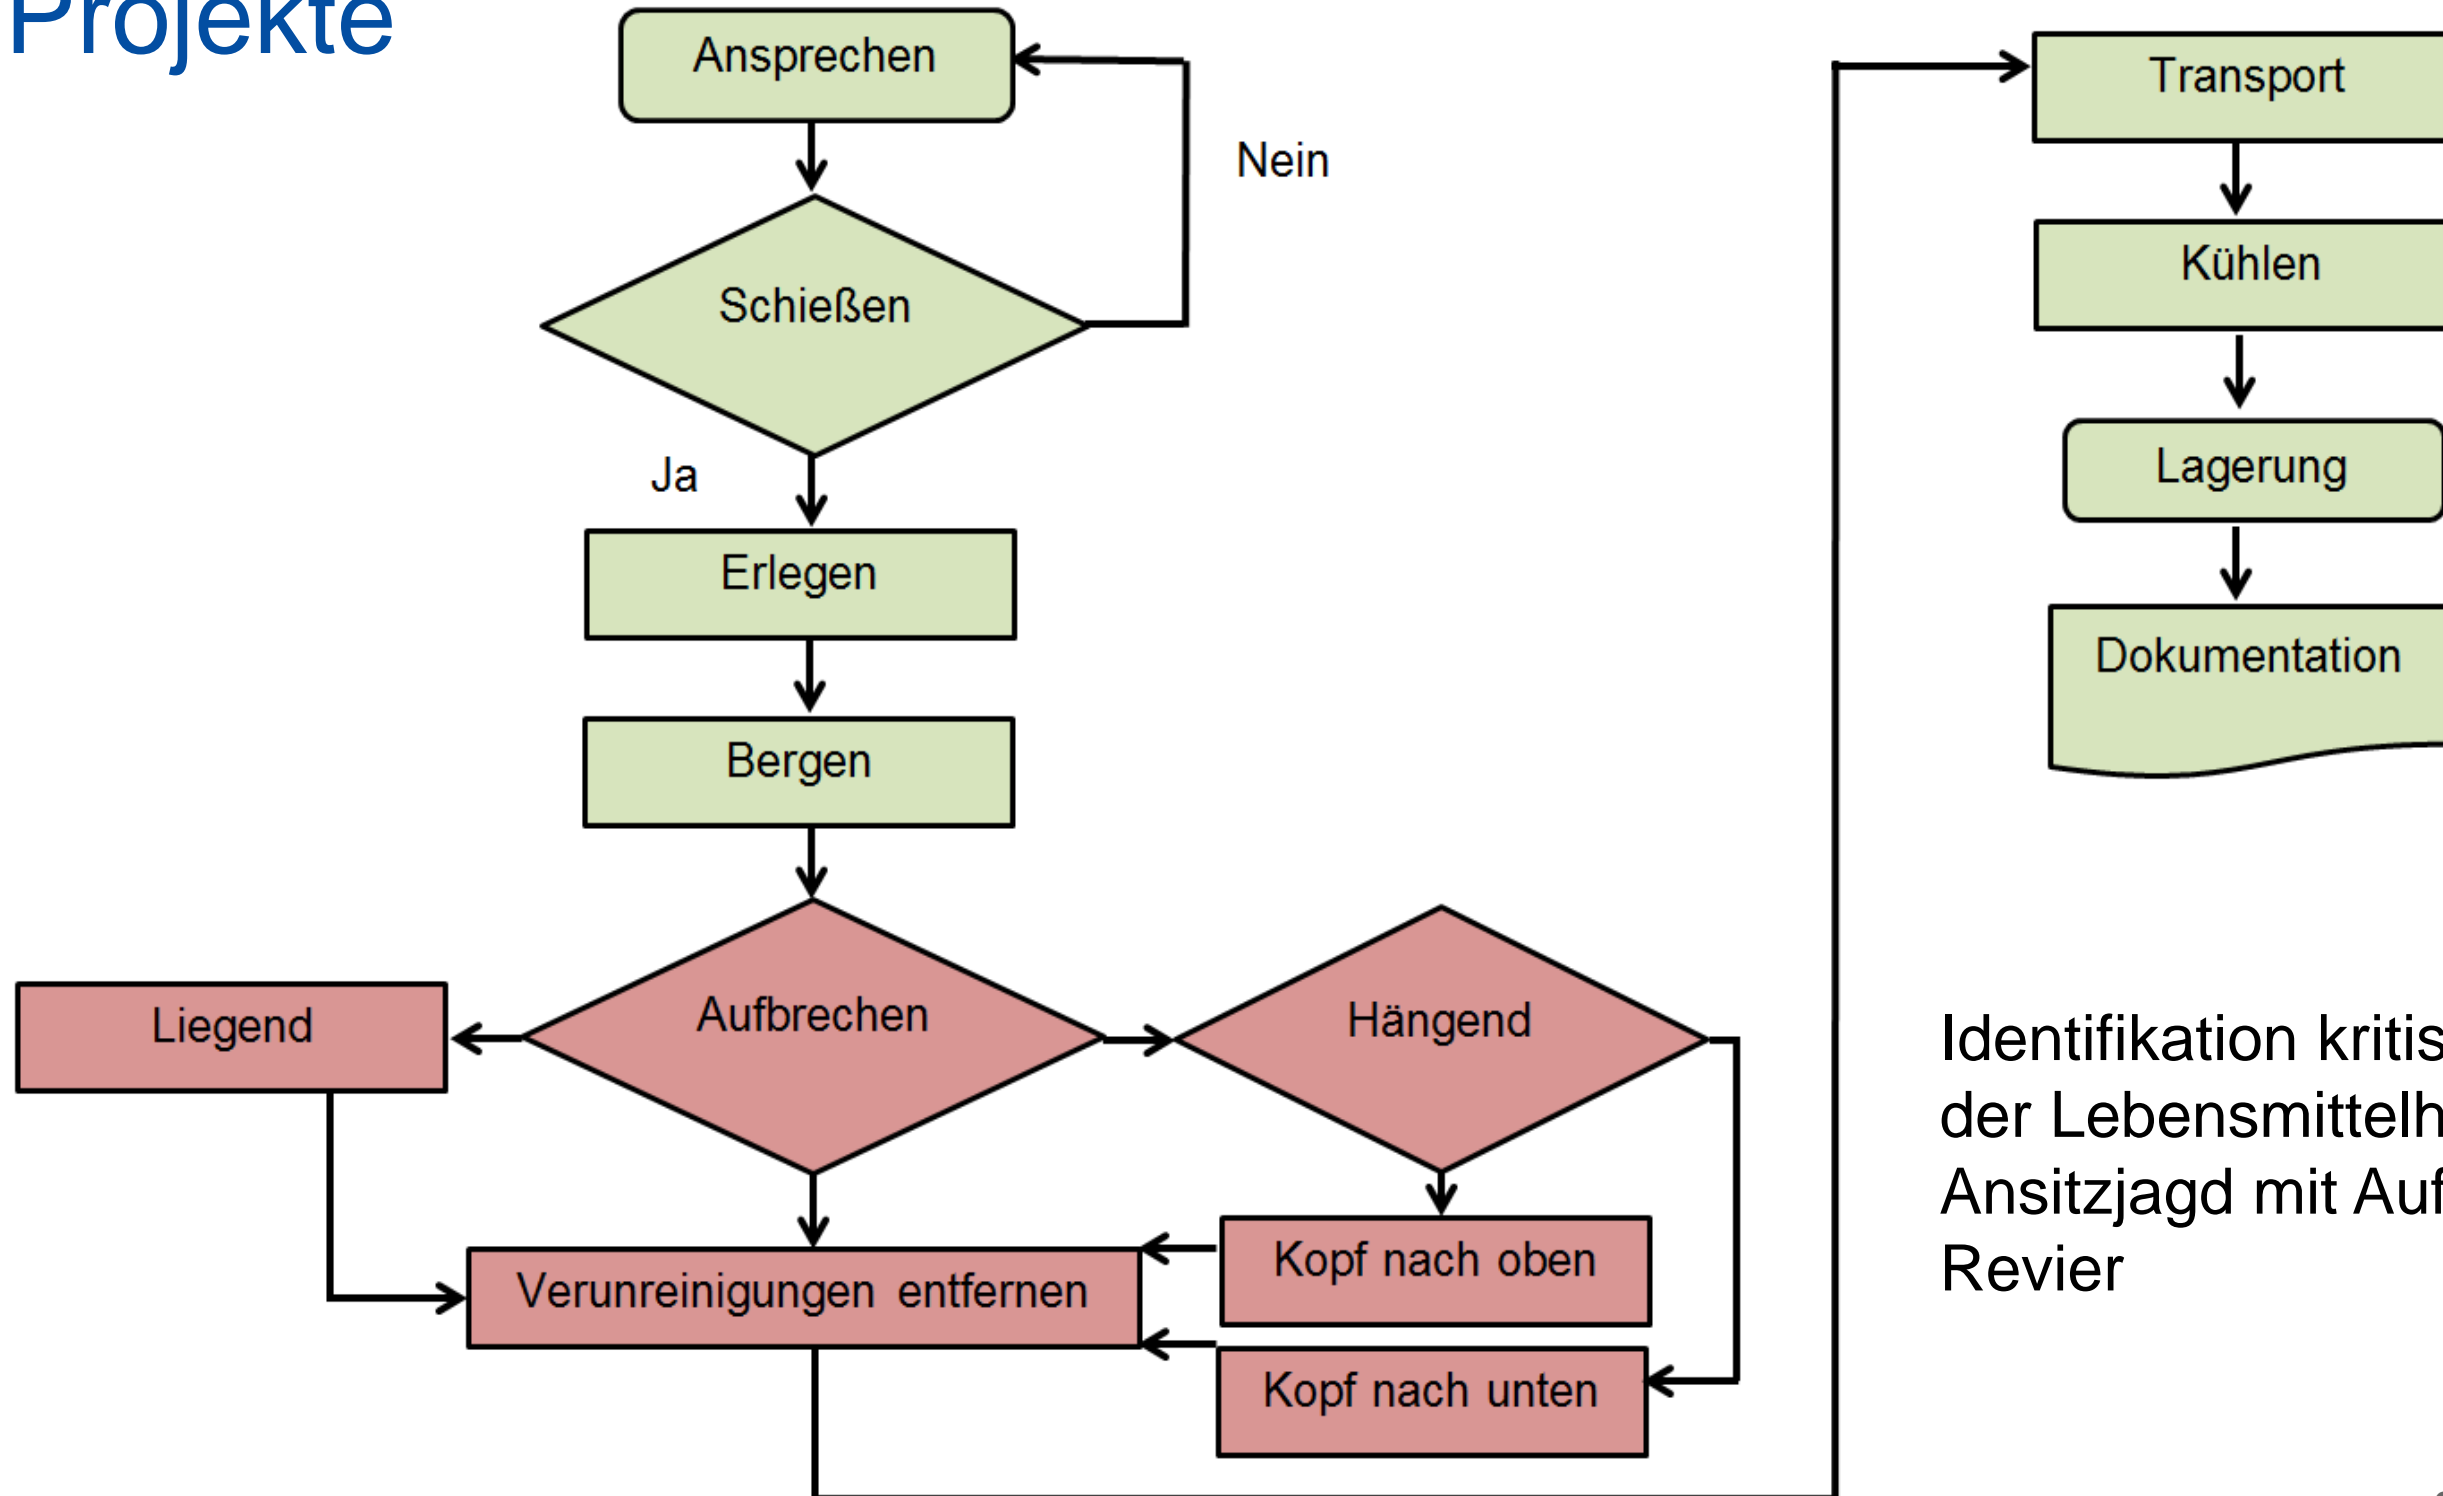 Projekte
Ansprechen
Nein
Schießen
Ja
Erlegen
Bergen
Aufbrechen
Liegend
Hängend
Verunreinigungen entfernen
Kopf nach oben
Kopf nach unten
Transport
Kühlen
Lagerung
Dokumentation
Identifikation kritis
der Lebensmittelh
Ansitzjagd mit Auf
Revier